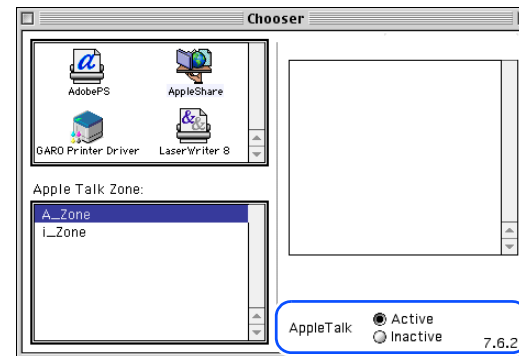 Chooser
AdobePS
AppleShare
GARO Printer Driver
LaserWriter 8
Apple Talk Zone:
A_Zone
i_Zone
AppleTalk
Active
Inactive
7.6.2